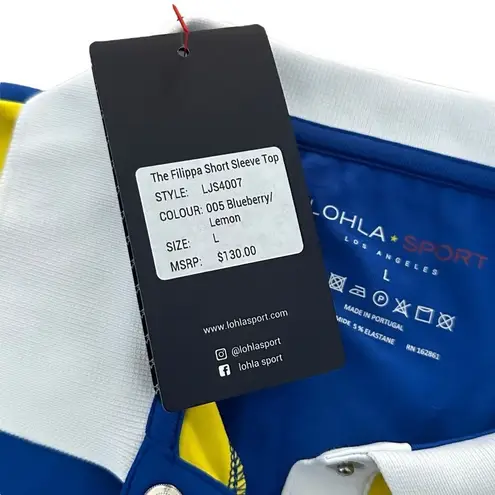 The Filippa Short Sleeve Top
STYLE: LJS4007
COLOUR: 005 Blueberry/
Lemon
SIZE: L
MSRP: $130.00
www.lohlasport.com
@lohlasport
lohla sport
LOHLA★SPORT
LOS ANGELES
L
MADE IN PORTUGAL
5 % ELASTANE RN 162861